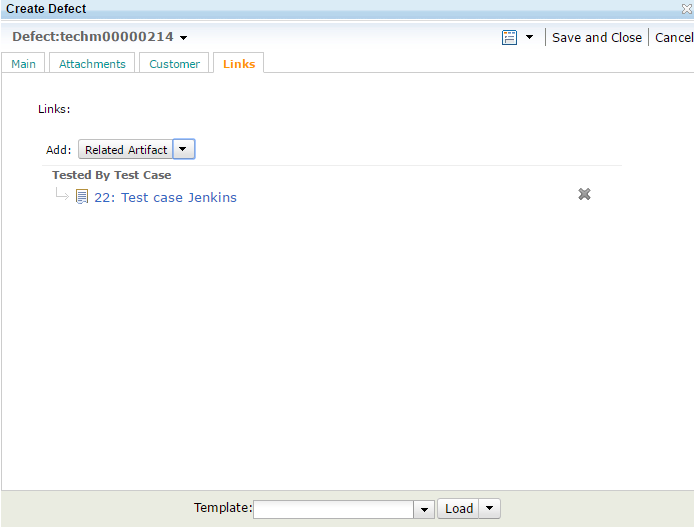 Create Defect
Defect:techm00000214
Save and Close
Cancel
Main
Attachments
Customer
Links
Links:
Add:
Related Artifact
Tested By Test Case
22: Test case Jenkins
Template:
Load